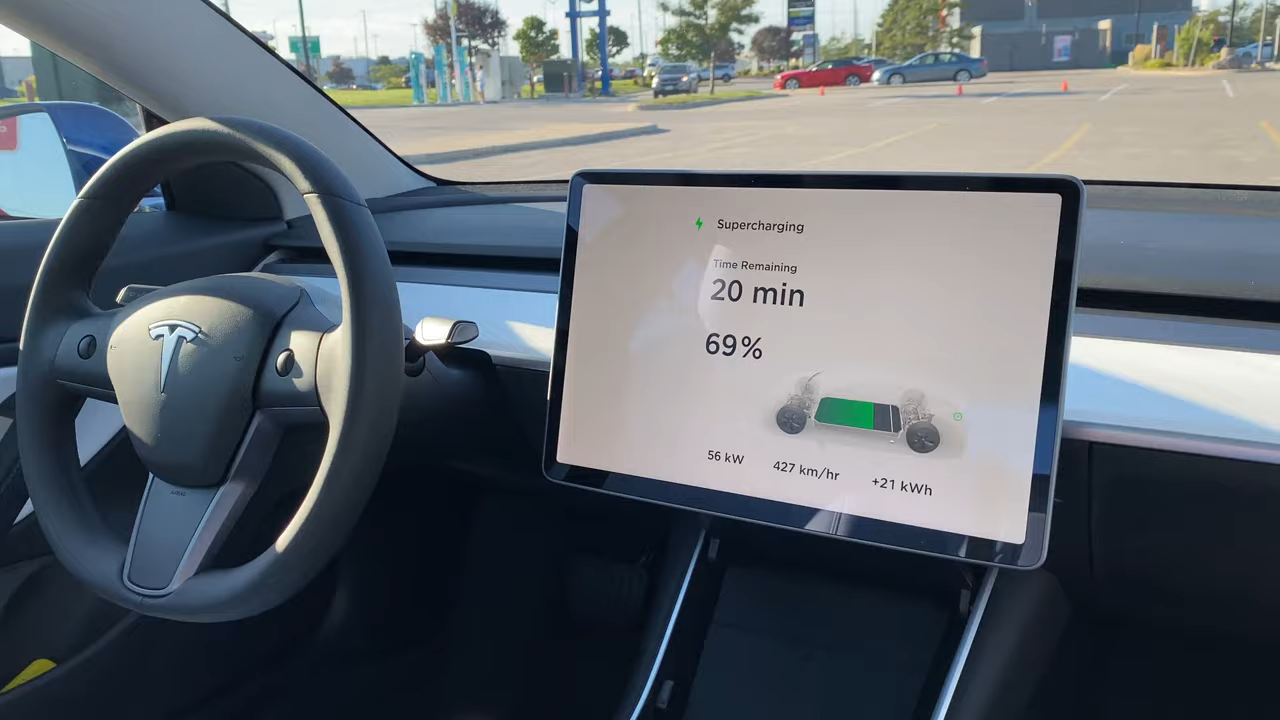 Supercharging
Time Remaining
20 min
69%
56 kW
427 km/hr
+21 kWh